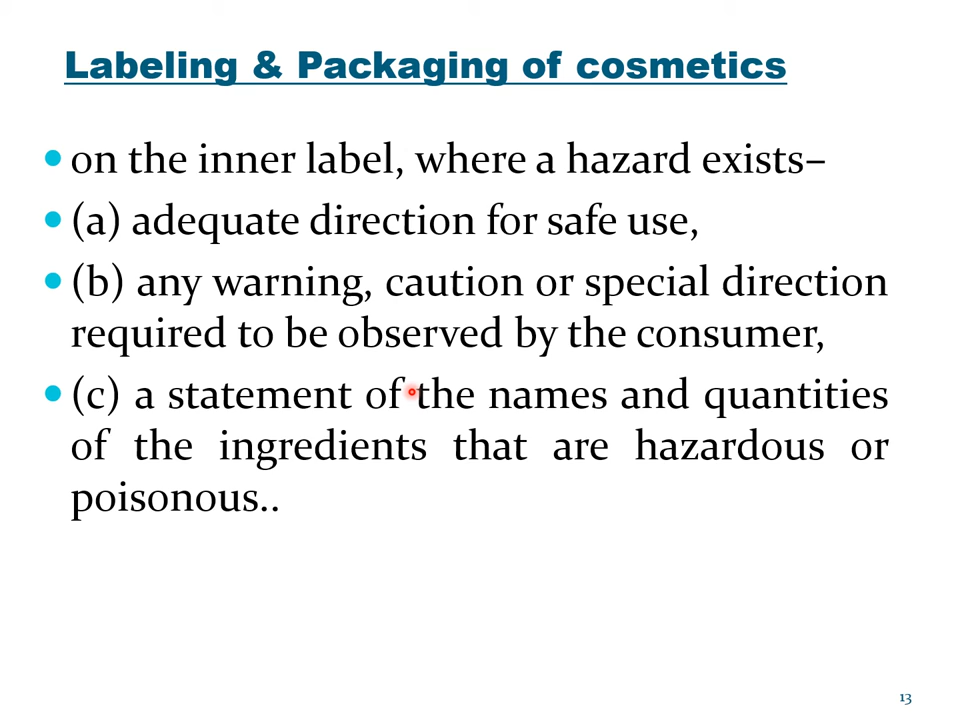 Labeling & Packaging of cosmetics
on the inner label, where a hazard exists–
(a) adequate direction for safe use,
(b) any warning, caution or special direction
required to be observed by the consumer,
(c) a statement of the names and quantities
of the ingredients that are hazardous or
poisonous..
13